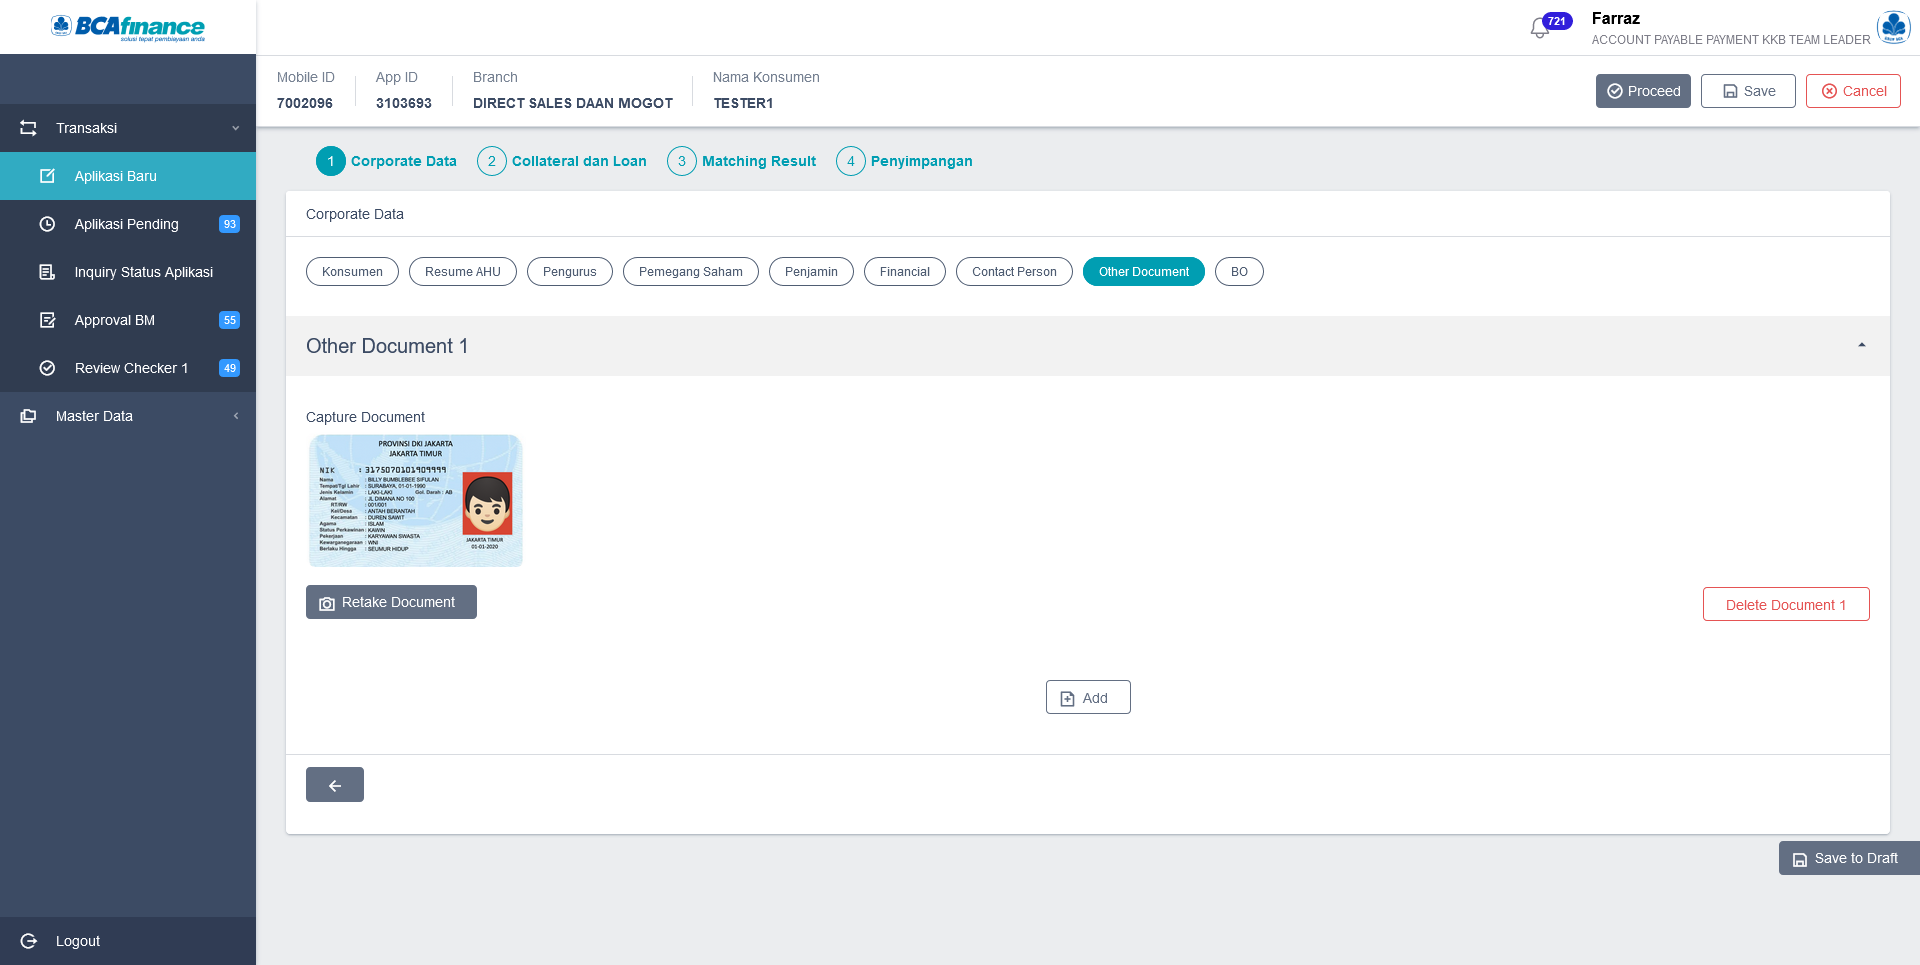 BCAfinance
solusi tepat pembiayaan anda
721
Farraz
ACCOUNT PAYABLE PAYMENT KKB TEAM LEADER
Mobile ID
7002096
App ID
3103693
Branch
DIRECT SALES DAAN MOGOT
Nama Konsumen
TESTER1
Proceed
Save
Cancel
Transaksi
Aplikasi Baru
Aplikasi Pending 93
Inquiry Status Aplikasi
Approval BM 55
Review Checker 1 49
Master Data
Logout
1 Corporate Data
2 Collateral dan Loan
3 Matching Result
4 Penyimpangan
Corporate Data
Konsumen
Resume AHU
Pengurus
Pemegang Saham
Penjamin
Financial
Contact Person
Other Document
BO
Other Document 1
Capture Document
PROVINSI DKI JAKARTA
JAKARTA TIMUR
NIK : 3175070101909999
Nama : BILLY BUMBLEBEE SIFULAN
Tempat/Tgl Lahir : SURABAYA, 01-01-1990
Jenis Kelamin : LAKI-LAKI Gol. Darah : AB
Alamat : JL DIMANA NO 100
RT/RW : 001/001
Kel/Desa : ANTAH BERANTAH
Kecamatan : DUREN SAWIT
Agama : ISLAM
Status Perkawinan : KAWIN
Pekerjaan : KARYAWAN SWASTA
Kewarganegaraan : WNI
Berlaku Hingga : SEUMUR HIDUP
JAKARTA TIMUR
01-01-2020
Retake Document
Delete Document 1
Add
Save to Draft